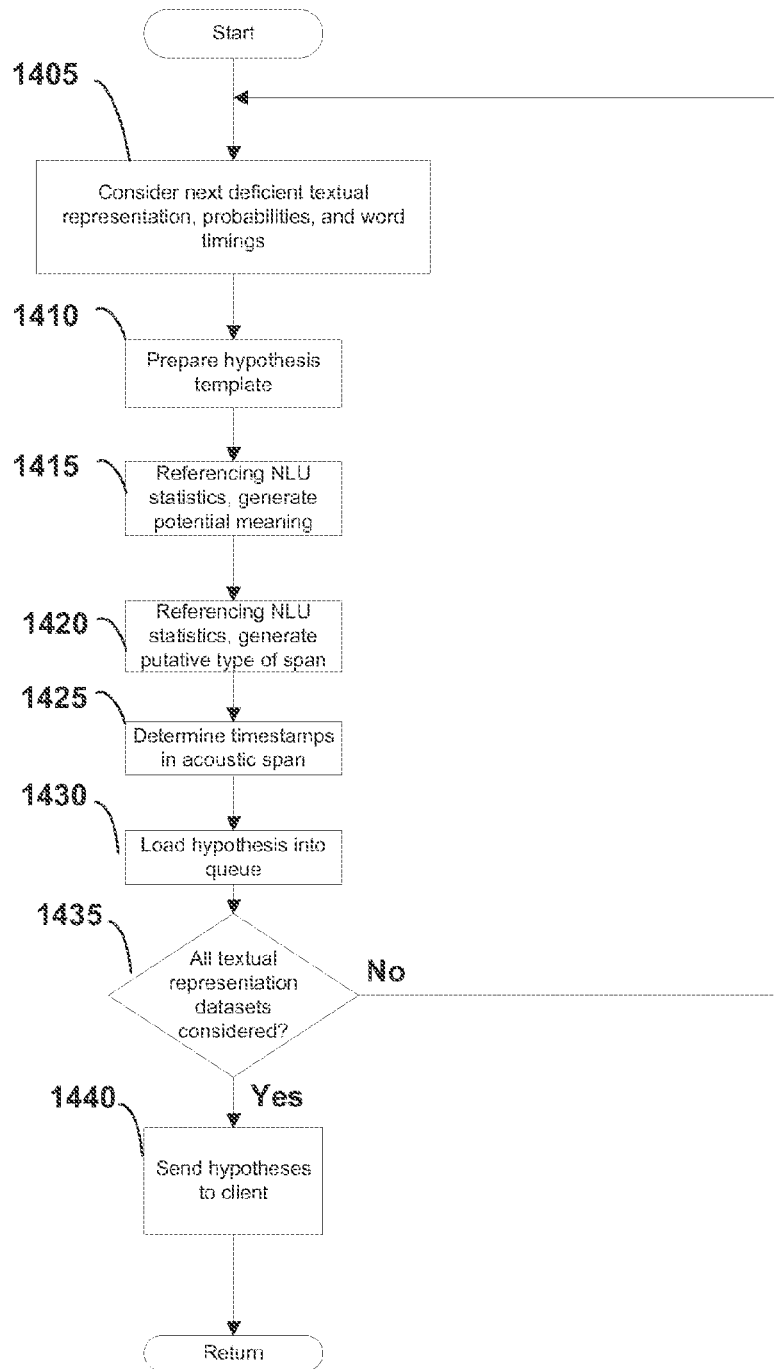 Start
1405
Consider next deficient textual
representation, probabilities, and word
timings
1410
Prepare hypothesis
template
1415
Referencing NLU
statistics, generate
potential meaning
1420
Referencing NLU
statistics, generate
putative type of span
1425
Determine timestamps
in acoustic span
1430
Load hypothesis into
queue
1435
All textual
representation
datasets
considered?
No
Yes
1440
Send hypotheses
to client
Return